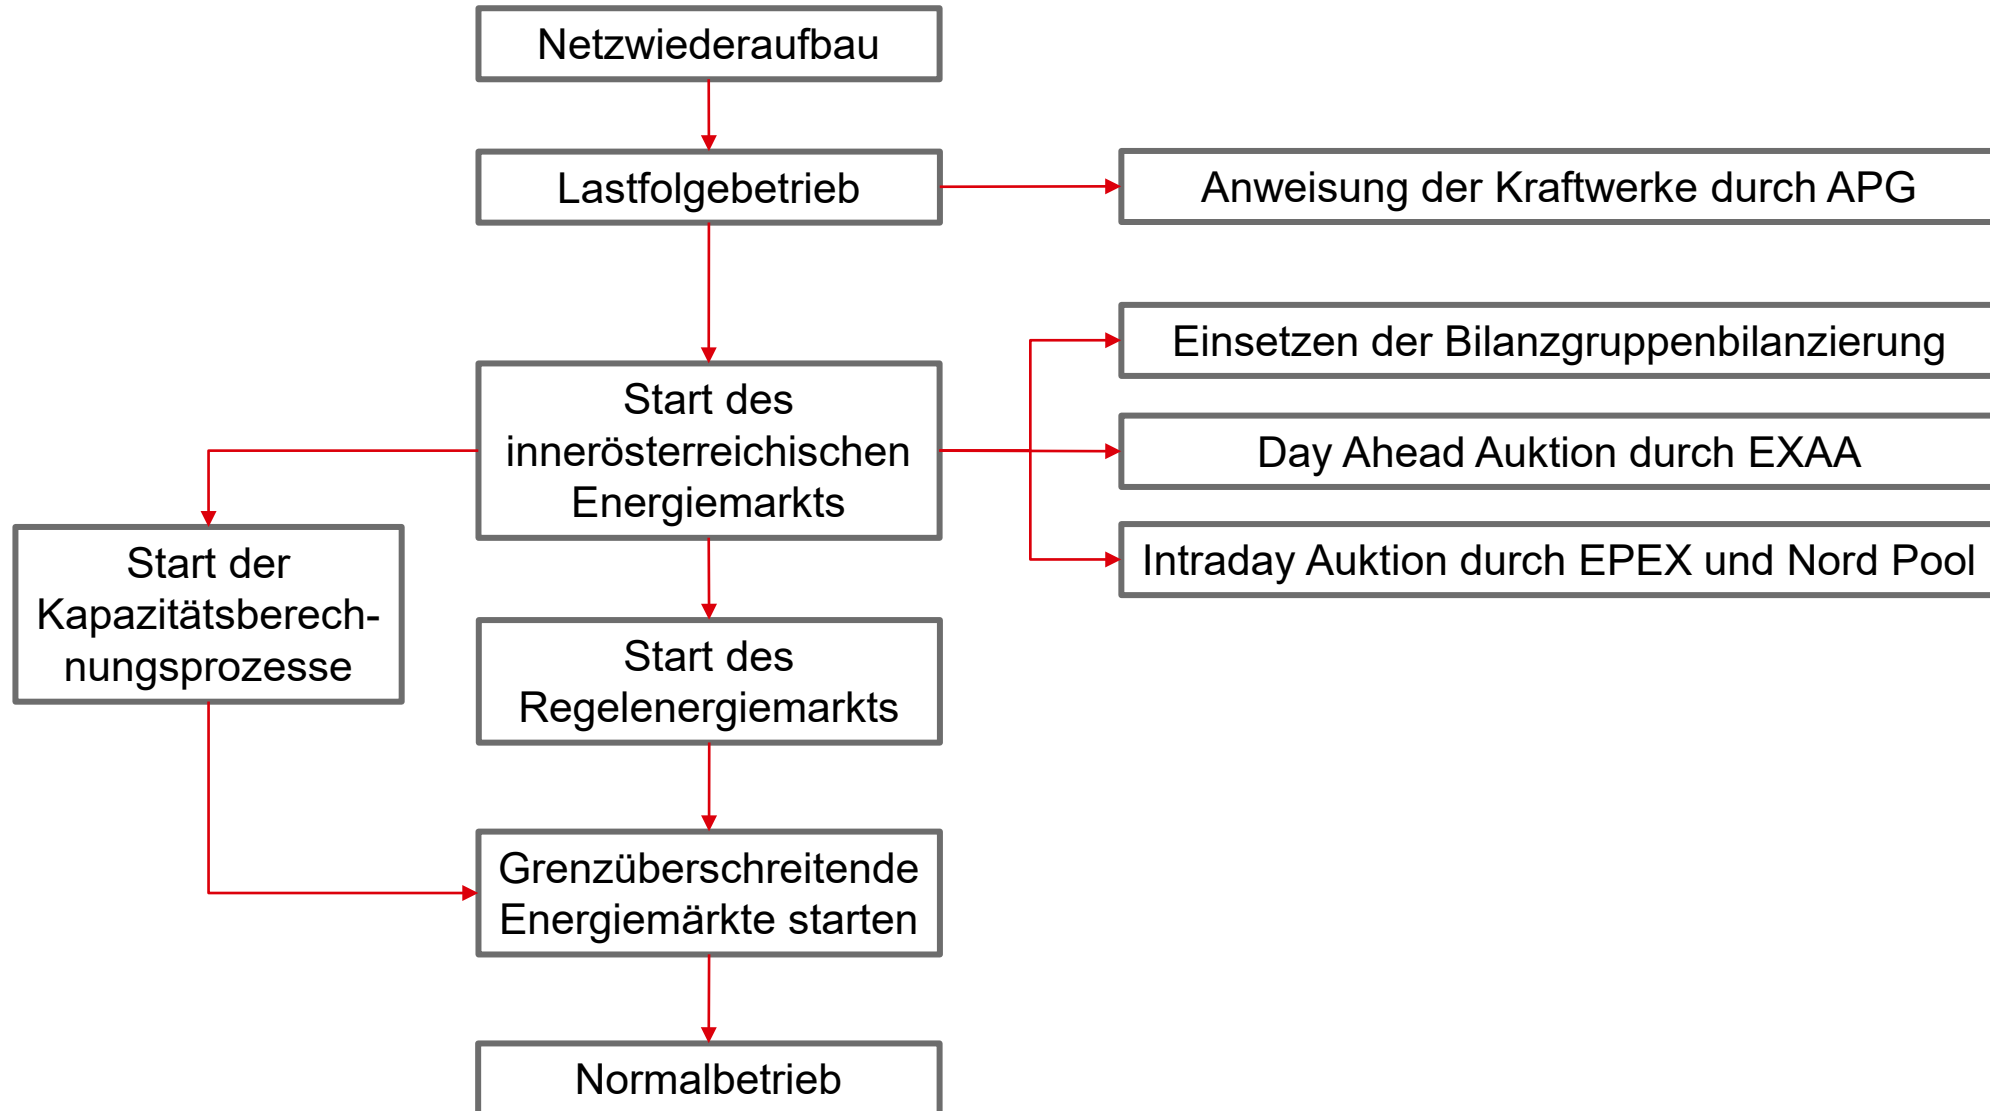 Netzwiederaufbau
Lastfolgebetrieb
Anweisung der Kraftwerke durch APG
Einsetzen der Bilanzgruppenbilanzierung
Start des
innerösterreichischen
Energiemarkts
Day Ahead Auktion durch EXAA
Intraday Auktion durch EPEX und Nord Pool
Start der
Kapazitätsberech-
nungsprozesse
Start des
Regelenergiemarkts
Grenzüberschreitende
Energiemärkte starten
Normalbetrieb